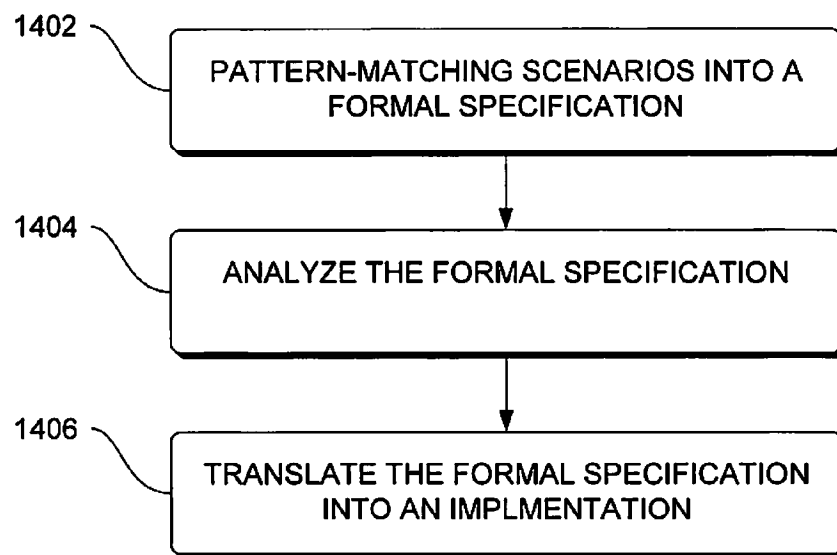 1402
PATTERN-MATCHING SCENARIOS INTO A
FORMAL SPECIFICATION
1404
ANALYZE THE FORMAL SPECIFICATION
1406
TRANSLATE THE FORMAL SPECIFICATION
INTO AN IMPLMENTATION